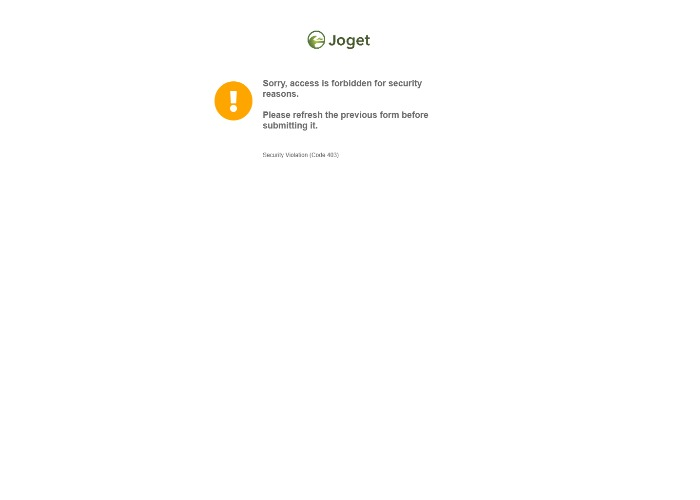 Joget
Sorry, access is forbidden for security
reasons.
Please refresh the previous form before
submitting it.
Security Violation (Code 403)